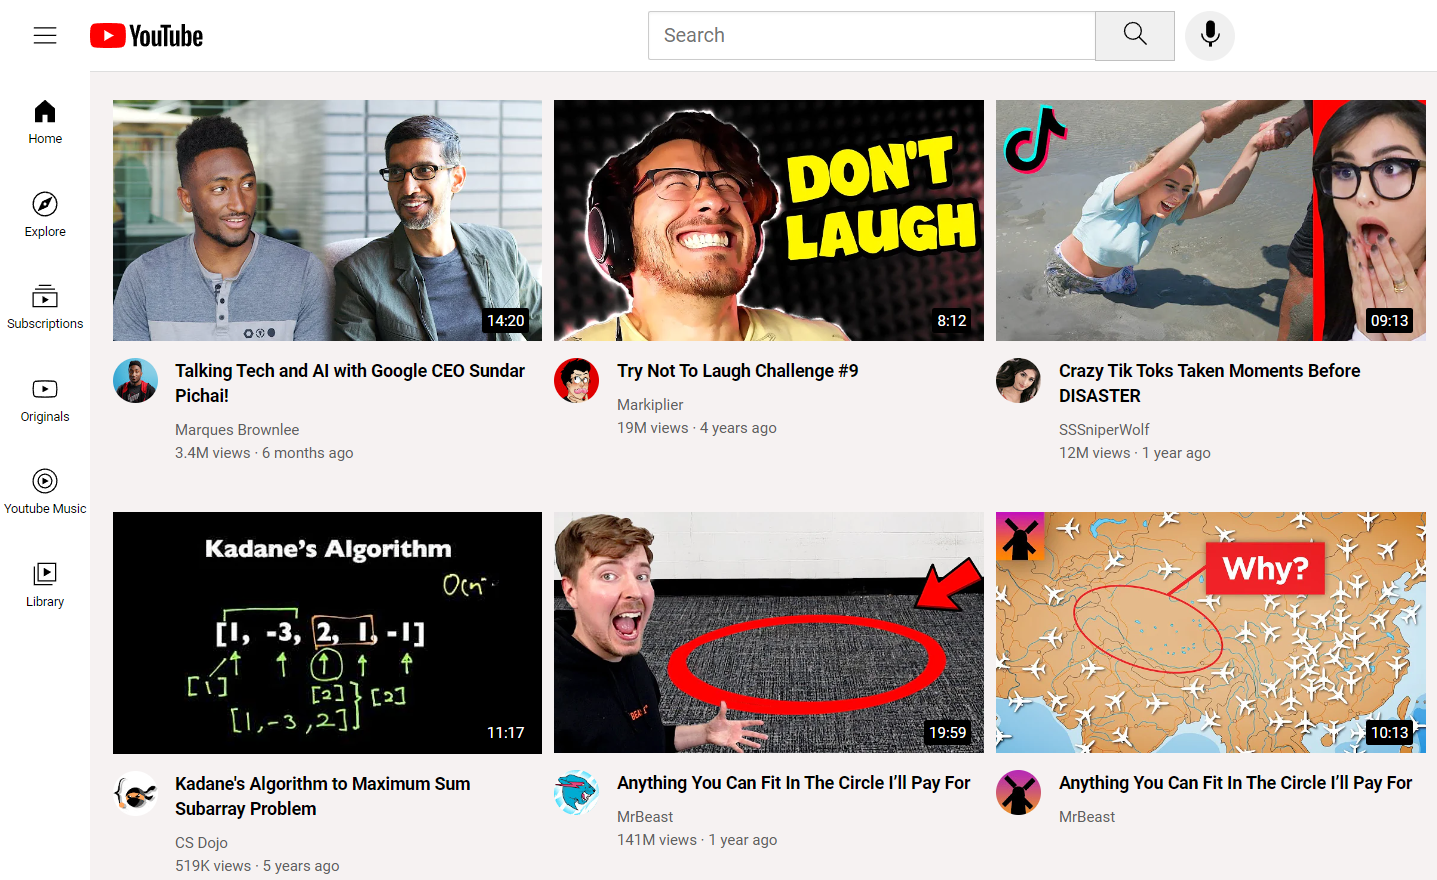 YouTube
Search
Home
Explore
Subscriptions
Originals
Youtube Music
Library
DON'T
LAUGH
14:20
8:12
09:13
Talking Tech and AI with Google CEO Sundar
Pichai!
Marques Brownlee
3.4M views · 6 months ago
Try Not To Laugh Challenge #9
Markiplier
19M views · 4 years ago
Crazy Tik Toks Taken Moments Before
DISASTER
SSSniperWolf
12M views · 1 year ago
Kadane's Algorithm
[1, -3, 2, 1, -1]
[1]
[2]
[2]
[1, -3, 2]
11:17
19:59
Why?
10:13
Kadane's Algorithm to Maximum Sum
Subarray Problem
CS Dojo
519K views · 5 years ago
Anything You Can Fit In The Circle I’ll Pay For
MrBeast
141M views · 1 year ago
Anything You Can Fit In The Circle I’ll Pay For
MrBeast